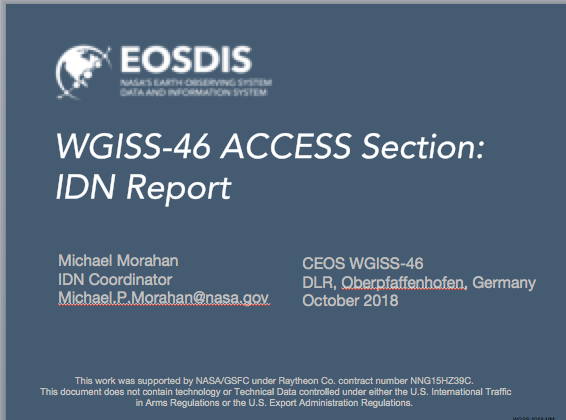 EOSDIS
NASA'S EARTH OBSERVING SYSTEM
DATA AND INFORMATION SYSTEM
WGISS-46 ACCESS Section:
IDN Report
Michael Morahan
IDN Coordinator
Michael.P.Morahan@nasa.gov
CEOS WGISS-46
DLR, Oberpfaffenhofen, Germany
October 2018
This work was supported by NASA/GSFC under Raytheon Co. contract number NNG15HZ39C.
This document does not contain technology or Technical Data controlled under either the U.S. International Traffic
in Arms Regulations or the U.S. Export Administration Regulations.